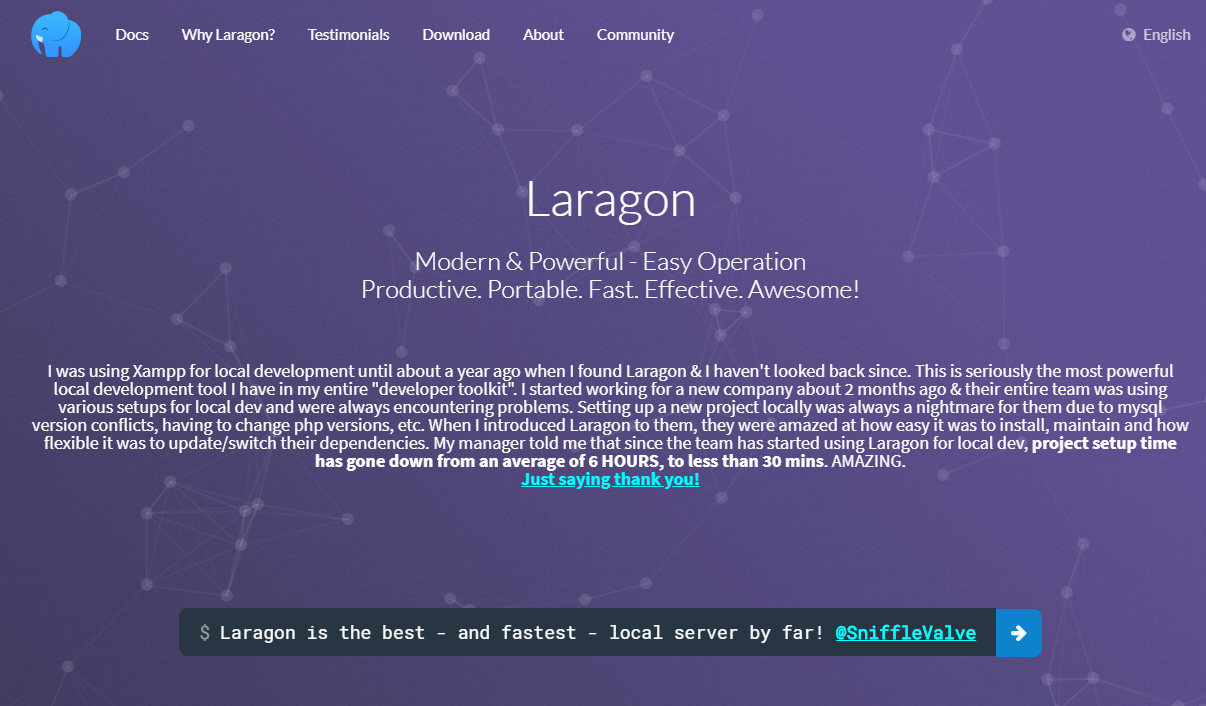 Docs Why Laragon? Testimonials Download About Community English
Laragon
Modern & Powerful - Easy Operation
Productive. Portable. Fast. Effective. Awesome!
I was using Xampp for local development until about a year ago when I found Laragon & I haven't looked back since. This is seriously the most powerful
local development tool I have in my entire "developer toolkit". I started working for a new company about 2 months ago & their entire team was using
various setups for local dev and were always encountering problems. Setting up a new project locally was always a nightmare for them due to mysql
version conflicts, having to change php versions, etc. When I introduced Laragon to them, they were amazed at how easy it was to install, maintain and how
flexible it was to update/switch their dependencies. My manager told me that since the team has started using Laragon for local dev, project setup time
has gone down from an average of 6 HOURS, to less than 30 mins. AMAZING.
Just saying thank you!
$ Laragon is the best - and fastest - local server by far! @SniffleValve